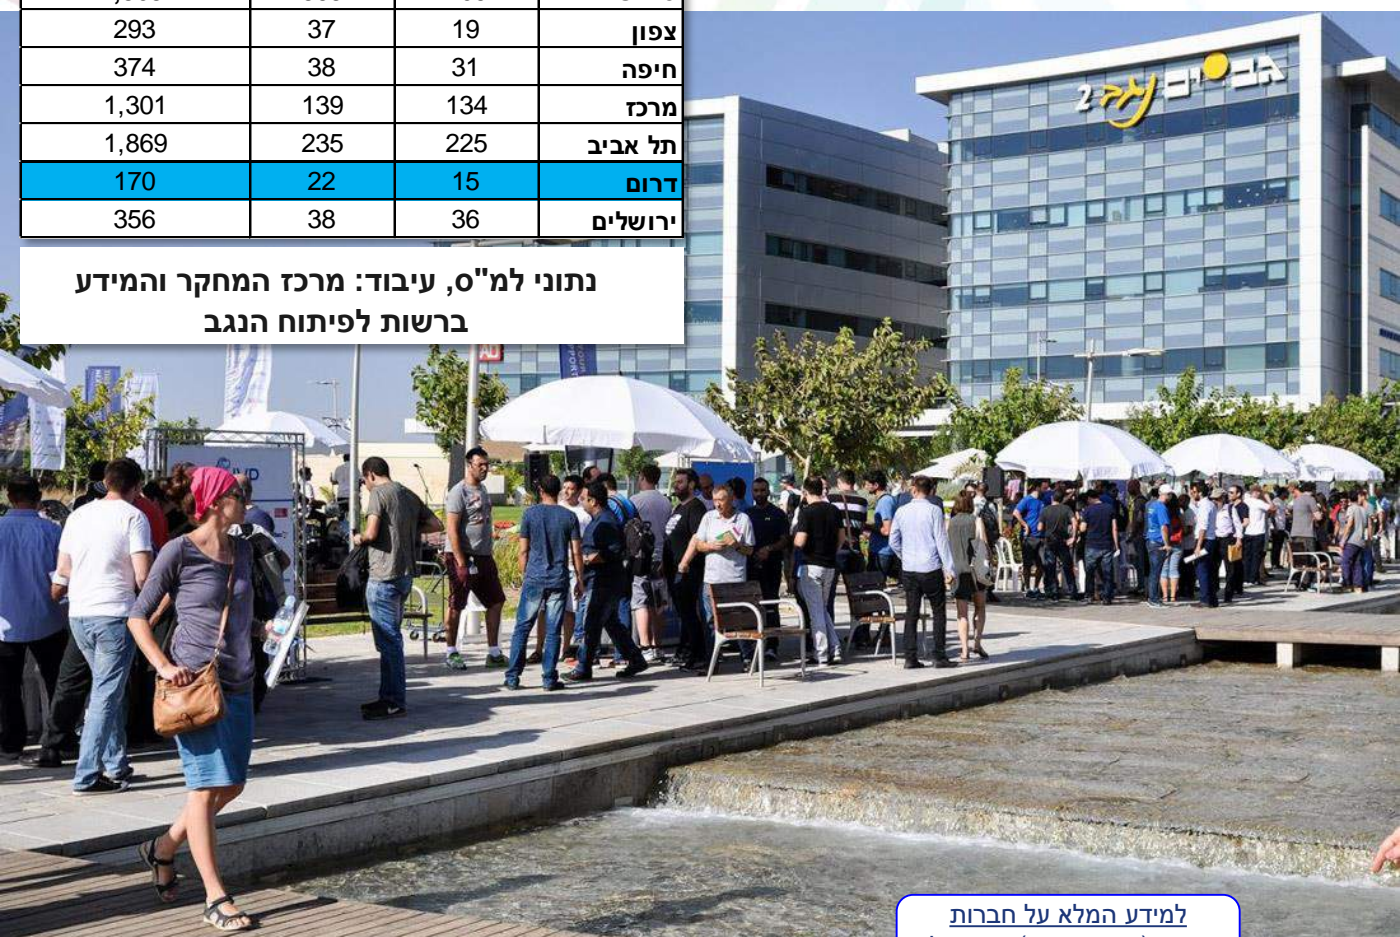 צפון 19 37 293
חיפה 31 38 374
מרכז 134 139 1,301
תל אביב 225 235 1,869
דרום 15 22 170
ירושלים 36 38 356
נתוני למ"ס, עיבוד: מרכז המחקר והמידע
ברשות לפיתוח הנגב
גב ים נגב 2
למידע המלא על חברות